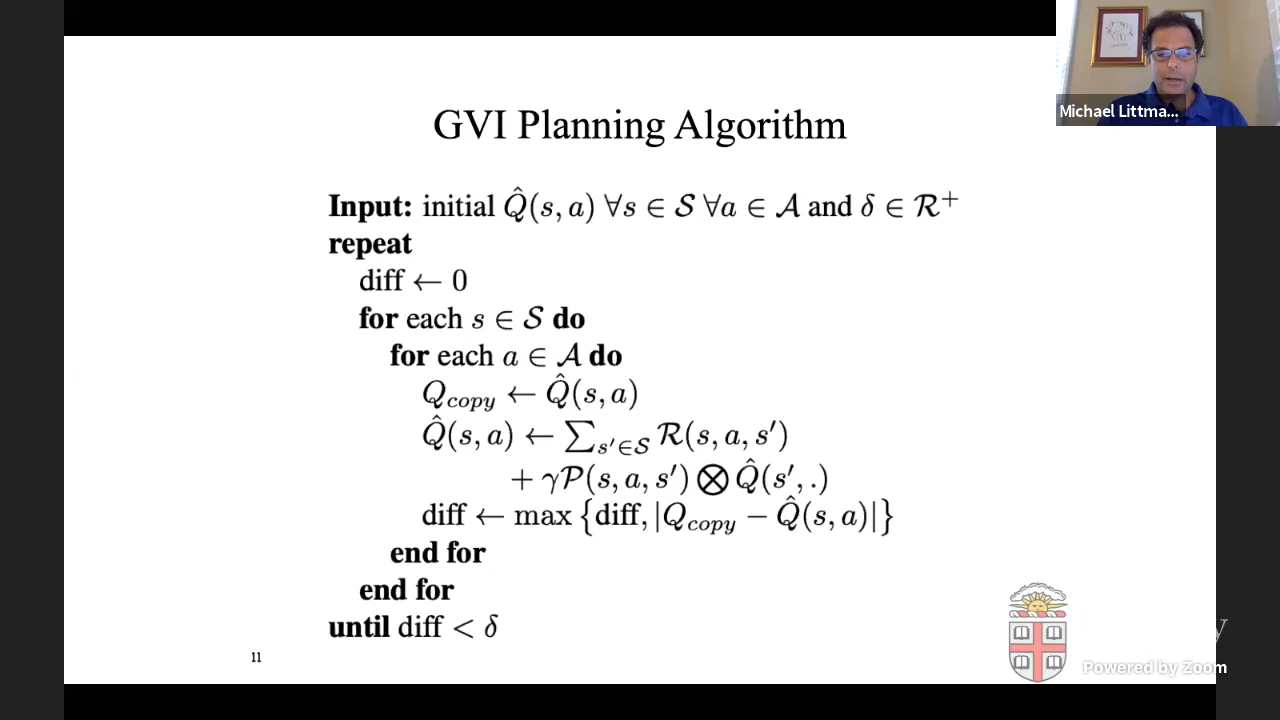 Michael Littma...
GVI Planning Algorithm
Input: initial Q̂(s, a) ∀s ∈ 𝒮 ∀a ∈ 𝒜 and δ ∈ ℛ⁺
repeat
diff ← 0
for each s ∈ 𝒮 do
for each a ∈ 𝒜 do
Q_copy ← Q̂(s, a)
Q̂(s, a) ← ∑_{s′∈𝒮} ℛ(s, a, s′)
+ γ𝒫(s, a, s′) ⨂ Q̂(s′, .)
diff ← max {diff, |Q_copy − Q̂(s, a)|}
end for
end for
until diff < δ
11
Powered by Zoom